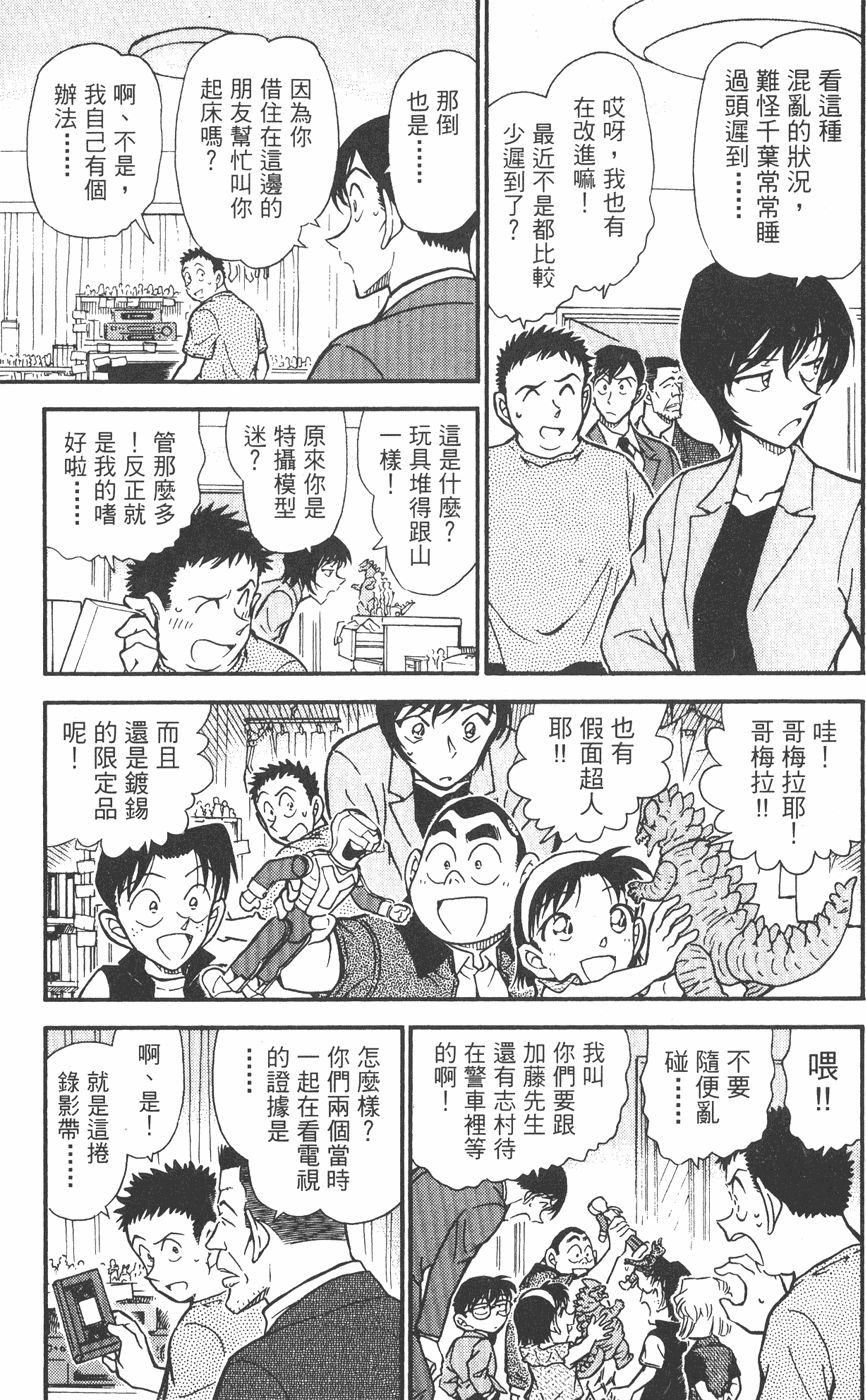 看這種
混亂的狀況，
難怪千葉常常睡
過頭遲到……
哎呀，我也有
在改進嘛！
最近不是都比較
少遲到了？
那倒
也是……
因為你
借住在這邊的
朋友幫忙叫你
起床嗎？
啊、不是，
我自己有個
辦法……
這是什麼？
玩具堆得跟山
一樣！
原來你是
特攝模型
迷？
管那麼多
！反正就
是我的嗜
好啦……
哇！
哥梅拉耶！
哥梅拉!!
也有
假面超人
耶!!
而且
還是鍍錫
的限定品
呢！
喂!!
不要
隨便亂
碰……
我叫
你們要跟
加藤先生
還有志村待
在警車裡等
的啊！
怎麼樣？
你們兩個當時
一起在看電視
的證據是
……
啊、是！
就是這捲
錄影帶……